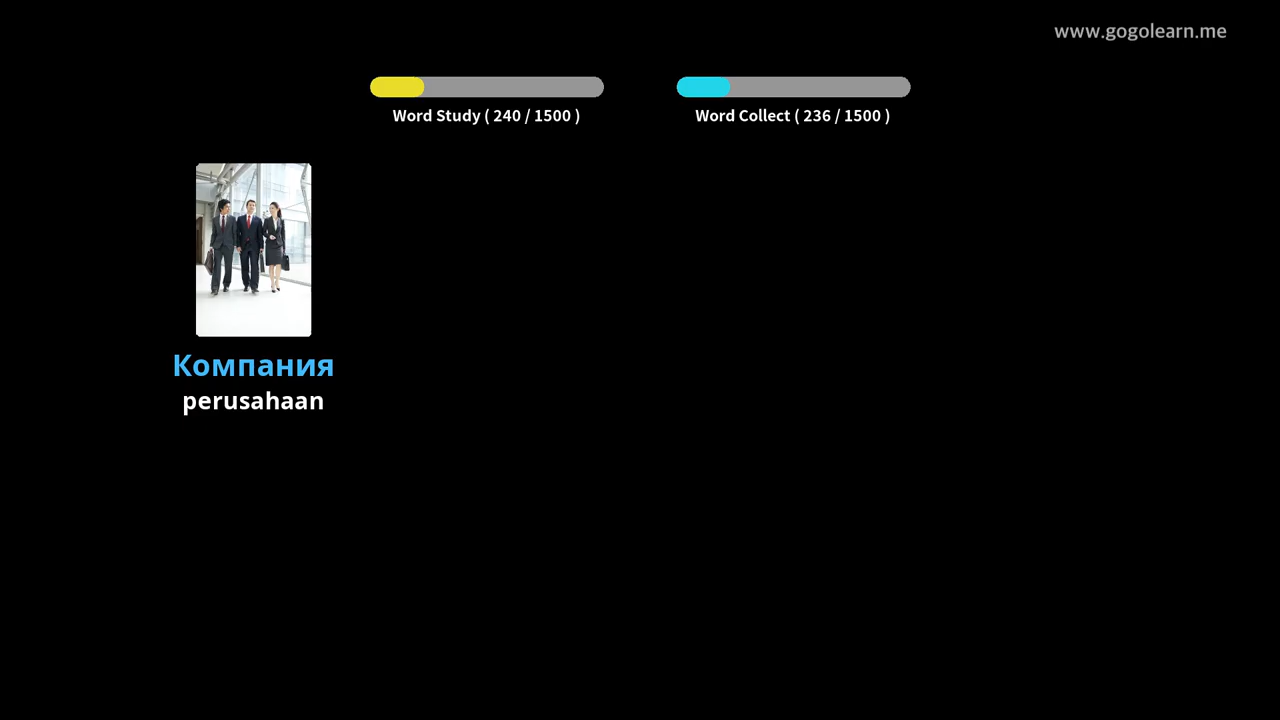 www.gogolearn.me
Word Study ( 240 / 1500 )
Word Collect ( 236 / 1500 )
Компания
perusahaan